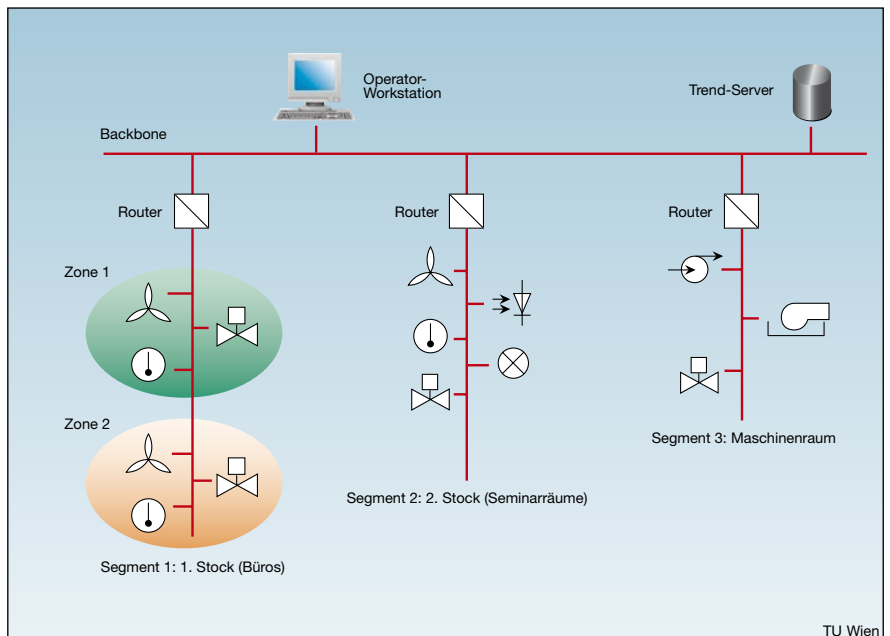 Operator-
Workstation
Trend-Server
Backbone
Router
Router
Router
Zone 1
Zone 2
Segment 3: Maschinenraum
Segment 2: 2. Stock (Seminarräume)
Segment 1: 1. Stock (Büros)
TU Wien